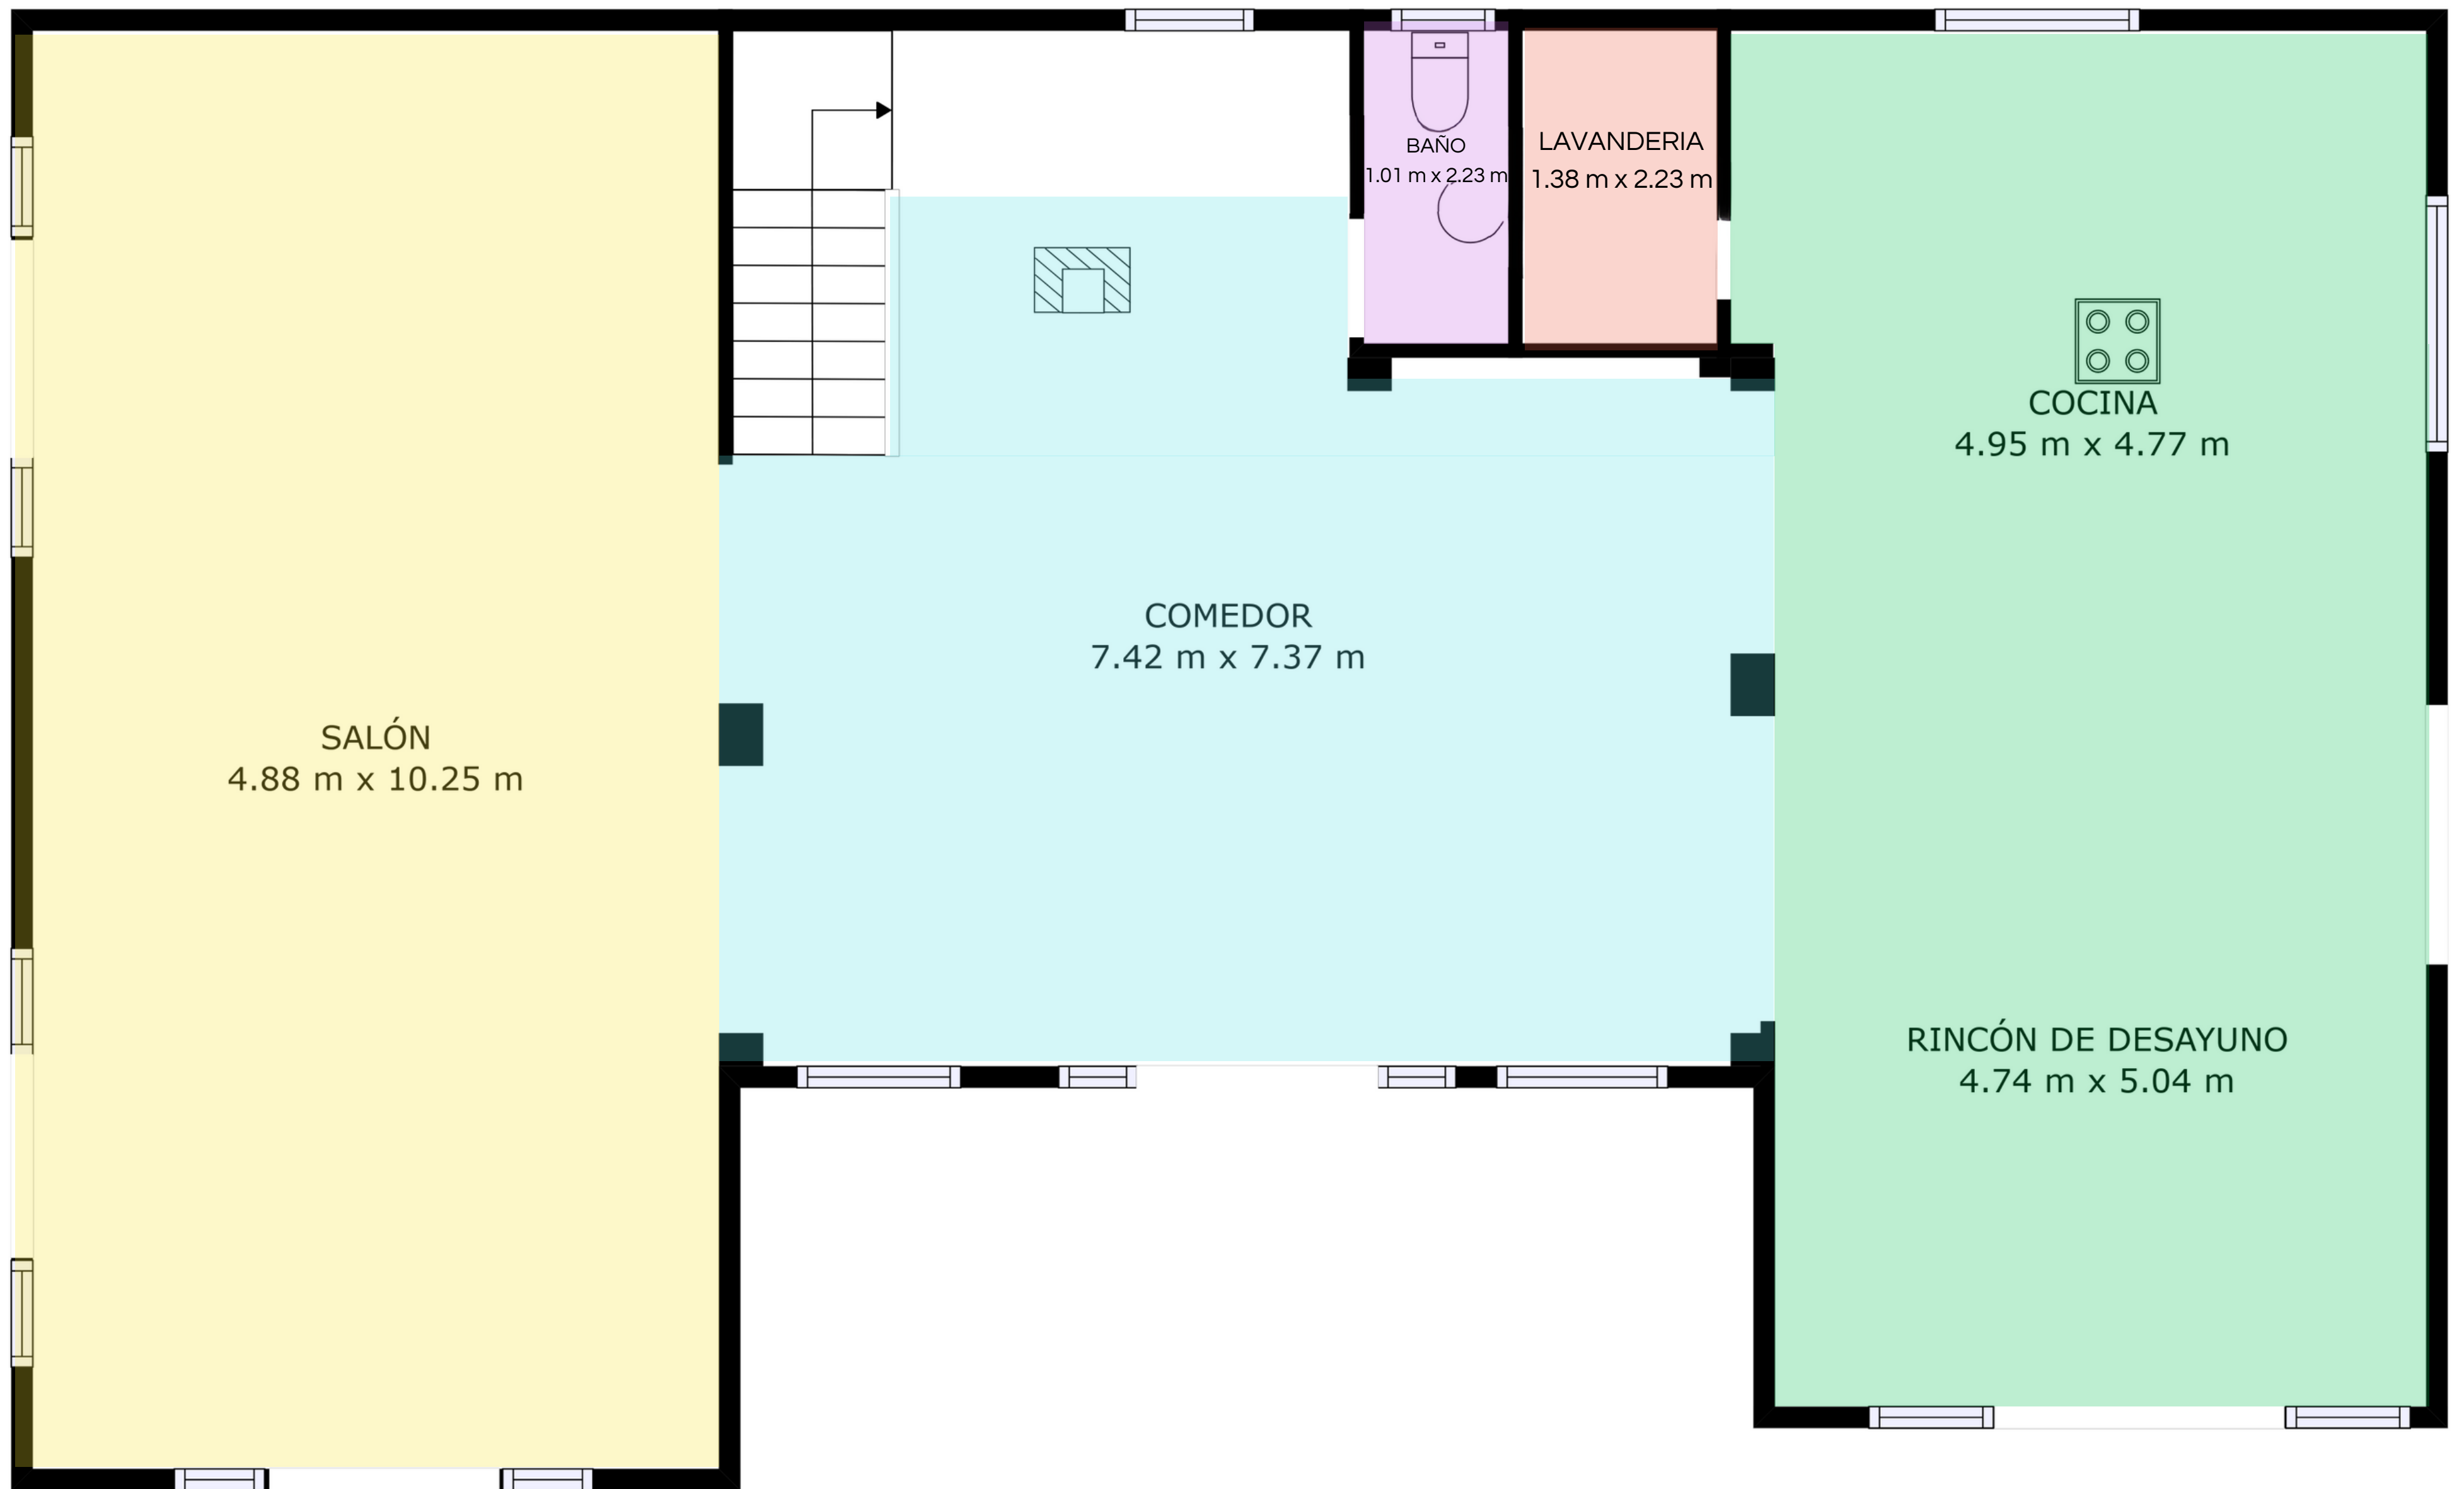 BAÑO
1.01 m x 2.23 m
LAVANDERIA
1.38 m x 2.23 m
COCINA
4.95 m x 4.77 m
COMEDOR
7.42 m x 7.37 m
SALÓN
4.88 m x 10.25 m
RINCÓN DE DESAYUNO
4.74 m x 5.04 m